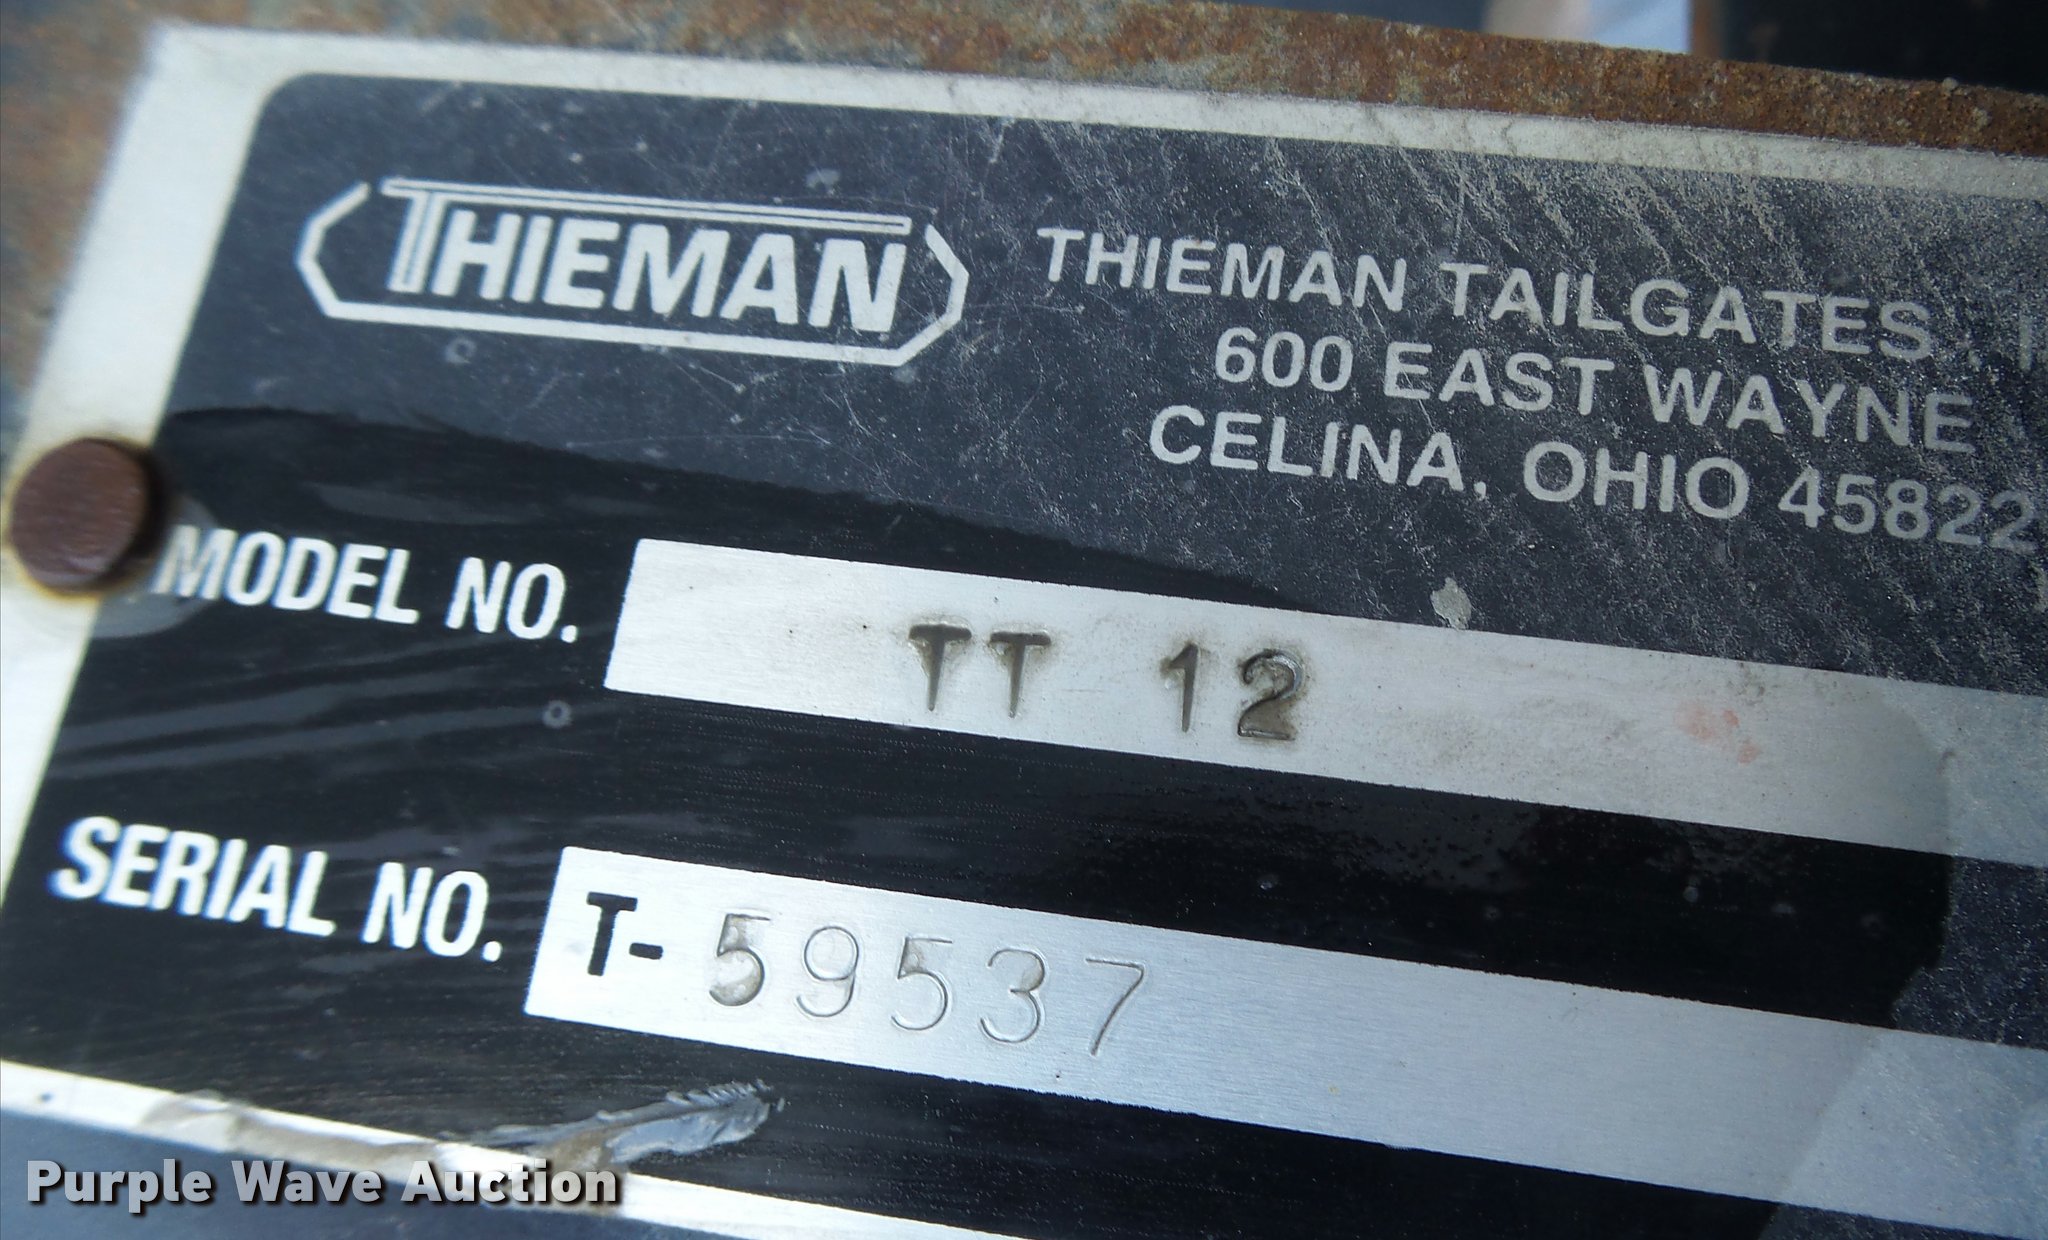 THIEMAN
THIEMAN TAILGATES,
600 EAST WAYNE
CELINA, OHIO 45822
MODEL NO. TT 12
SERIAL NO. T-59537
Purple Wave Auction